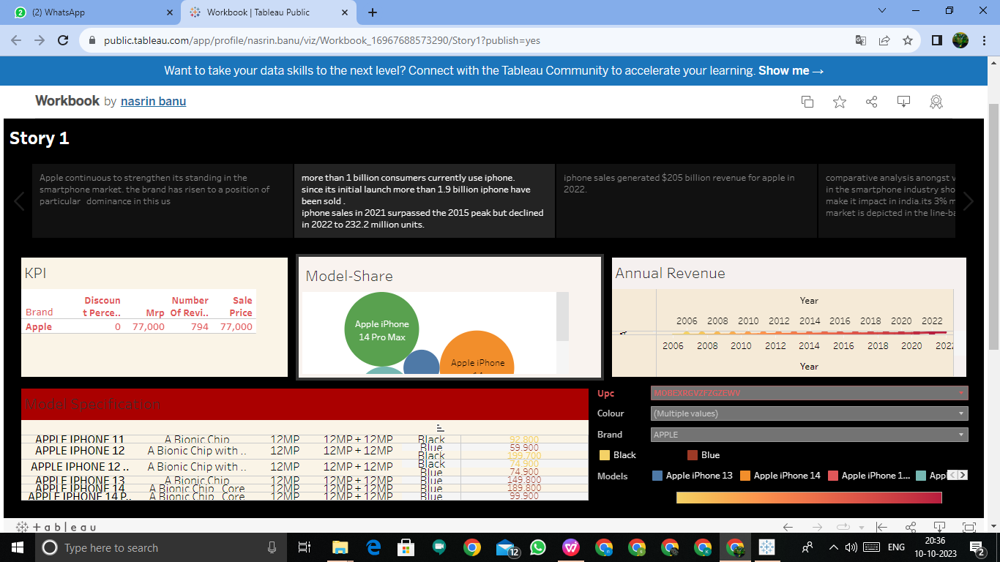 (2) WhatsApp
Workbook | Tableau Public
public.tableau.com/app/profile/nasrin.banu/viz/Workbook_16967688573290/Story1?publish=yes
Want to take your data skills to the next level? Connect with the Tableau Community to accelerate your learning. Show me →
Workbook by nasrin banu
Story 1
Apple continuous to strengthen its standing in the
smartphone market. the brand has risen to a position of
particular dominance in this us
more than 1 billion consumers currently use iphone.
since its initial launch more than 1.9 billion iphone have
been sold .
iphone sales in 2021 surpassed the 2015 peak but declined
in 2022 to 232.2 million units.
iphone sales generated $205 billion revenue for apple in
2022.
comparative analysis anongst v
in the smartphone industry sho
make it impact in india.its 3% m
market is depicted in the line-ba
KPI
Discoun Number Sale
Brand t Perce.. Mrp Of Revi.. Price
Apple 0 77,000 794 77,000
Model-Share
Apple iPhone
14 Pro Max
Apple iPhone
Annual Revenue
Year
2006 2008 2010 2012 2014 2016 2018 2020 2022
2006 2008 2010 2012 2014 2016 2018 2020 2022
Year
Model Specification
APPLE IPHONE 11 A Bionic Chip 12MP 12MP + 12MP Black 92,800
APPLE IPHONE 12 A Bionic Chip with .. 12MP 12MP + 12MP Blue 59,900
Black 199,700
APPLE IPHONE 12 .. A Bionic Chip with .. 12MP 12MP + 12MP Black 74,900
Blue 74,900
APPLE IPHONE 13 A Bionic Chip 12MP 12MP + 12MP Blue 149,800
APPLE IPHONE 14 A Bionic Chip, Core 12MP 12MP + 12MP Blue 189,800
APPLE IPHONE 14 P.. A Bionic Chip, Core 12MP 12MP + 12MP Blue 99,900
Upc MOBEXRGVZFZGZEWV
Colour (Multiple values)
Brand APPLE
Black Blue
Models Apple iPhone 13 Apple iPhone 14 Apple iPhone 1... App
+ a b l e a u
Type here to search
12
ENG
20:36
10-10-2023
2